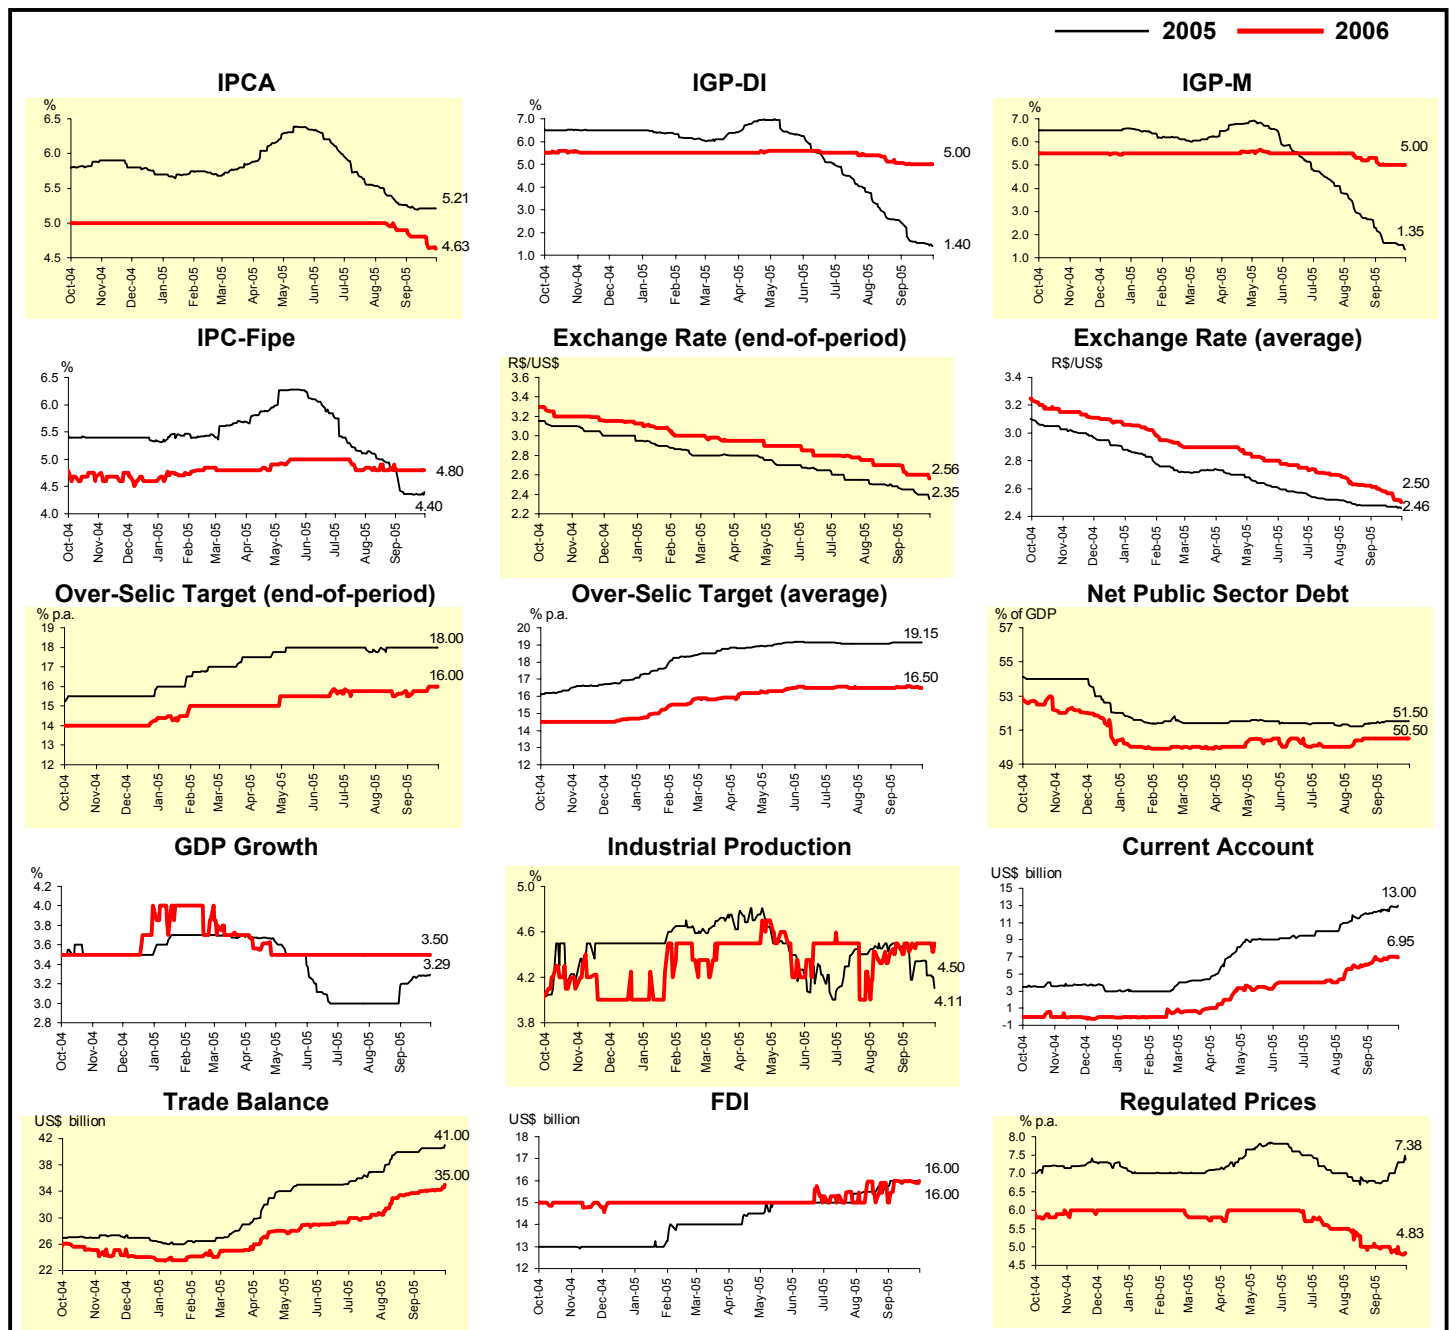 2005 2006
IPCA IGP-DI IGP-M
% % %
6.5 7.0 7.0
6.0 6.0 6.0
5.5 5.0 5.0
5.0 4.0 4.0
4.5 3.0 3.0
2.0 2.0
1.0 1.0
5.21 5.00 5.00
4.63 1.40 1.35
Oct-04 Nov-04 Dec-04 Jan-05 Feb-05 Mar-05 Apr-05 May-05 Jun-05 Jul-05 Aug-05 Sep-05
Oct-04 Nov-04 Dec-04 Jan-05 Feb-05 Mar-05 Apr-05 May-05 Jun-05 Jul-05 Aug-05 Sep-05
Oct-04 Nov-04 Dec-04 Jan-05 Feb-05 Mar-05 Apr-05 May-05 Jun-05 Jul-05 Aug-05 Sep-05
IPC-Fipe Exchange Rate (end-of-period) Exchange Rate (average)
% R$/US$ R$/US$
6.5 3.6 3.4
6.0 3.4 3.2
5.5 3.2 3.0
5.0 3.0 2.8
4.5 2.8 2.6
4.0 2.6 2.4
2.4
2.2
4.80 2.56 2.50
4.40 2.35 2.46
Oct-04 Nov-04 Dec-04 Jan-05 Feb-05 Mar-05 Apr-05 May-05 Jun-05 Jul-05 Aug-05 Sep-05
Oct-04 Nov-04 Dec-04 Jan-05 Feb-05 Mar-05 Apr-05 May-05 Jun-05 Jul-05 Aug-05 Sep-05
Oct-04 Nov-04 Dec-04 Jan-05 Feb-05 Mar-05 Apr-05 May-05 Jun-05 Jul-05 Aug-05 Sep-05
Over-Selic Target (end-of-period) Over-Selic Target (average) Net Public Sector Debt
% p.a. % p.a. % of GDP
19 20 57
18 19 55
17 18 53
16 17 51
15 16 49
14 15
13 14
12 13
12
18.00 19.15 51.50
16.00 16.50 50.50
Oct-04 Nov-04 Dec-04 Jan-05 Feb-05 Mar-05 Apr-05 May-05 Jun-05 Jul-05 Aug-05 Sep-05
Oct-04 Nov-04 Dec-04 Jan-05 Feb-05 Mar-05 Apr-05 May-05 Jun-05 Jul-05 Aug-05 Sep-05
Oct-04 Nov-04 Dec-04 Jan-05 Feb-05 Mar-05 Apr-05 May-05 Jun-05 Jul-05 Aug-05 Sep-05
GDP Growth Industrial Production Current Account
% % US$ billion
4.2 5.0 15
4.0 4.6 13
3.8 4.2 11
3.6 3.8 9
3.4 7
3.2 5
3.0 3
2.8 1
-1
3.50 4.50 13.00
3.29 4.11 6.95
Oct-04 Nov-04 Dec-04 Jan-05 Feb-05 Mar-05 Apr-05 May-05 Jun-05 Jul-05 Aug-05 Sep-05
Oct-04 Nov-04 Dec-04 Jan-05 Feb-05 Mar-05 Apr-05 May-05 Jun-05 Jul-05 Aug-05 Sep-05
Oct-04 Nov-04 Dec-04 Jan-05 Feb-05 Mar-05 Apr-05 May-05 Jun-05 Jul-05 Aug-05 Sep-05
Trade Balance FDI Regulated Prices
US$ billion US$ billion % p.a.
42 18 8.0
38 17 7.5
34 16 7.0
30 15 6.5
26 14 6.0
22 13 5.5
12 5.0
4.5
41.00 16.00 7.38
35.00 16.00 4.83
Oct-04 Nov-04 Dec-04 Jan-05 Feb-05 Mar-05 Apr-05 May-05 Jun-05 Jul-05 Aug-05 Sep-05
Oct-04 Nov-04 Dec-04 Jan-05 Feb-05 Mar-05 Apr-05 May-05 Jun-05 Jul-05 Aug-05 Sep-05
Oct-04 Nov-04 Dec-04 Jan-05 Feb-05 Mar-05 Apr-05 May-05 Jun-05 Jul-05 Aug-05 Sep-05